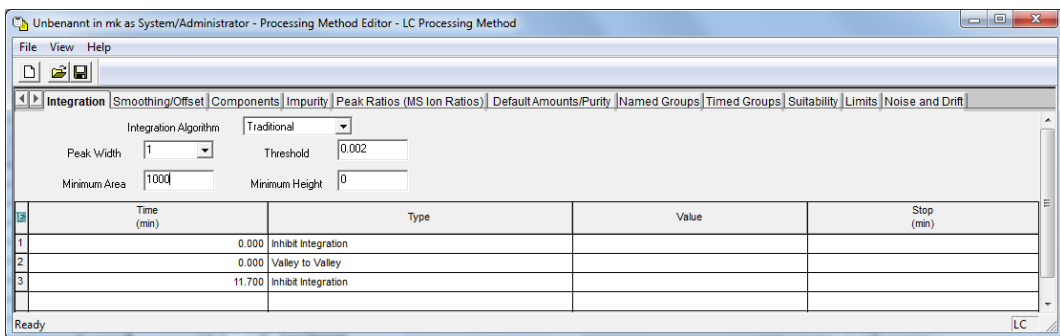 Unbenannt in mk as System/Administrator - Processing Method Editor - LC Processing Method
File View Help
Integration Smoothing/Offset Components Impurity Peak Ratios (MS Ion Ratios) Default Amounts/Purity Named Groups Timed Groups Suitability Limits Noise and Drift
Integration Algorithm Traditional
Peak Width 1 Threshold 0.002
Minimum Area 1000 Minimum Height 0
Time (min) Type Value Stop (min)
1 0.000 Inhibit Integration
2 0.000 Valley to Valley
3 11.700 Inhibit Integration
Ready LC